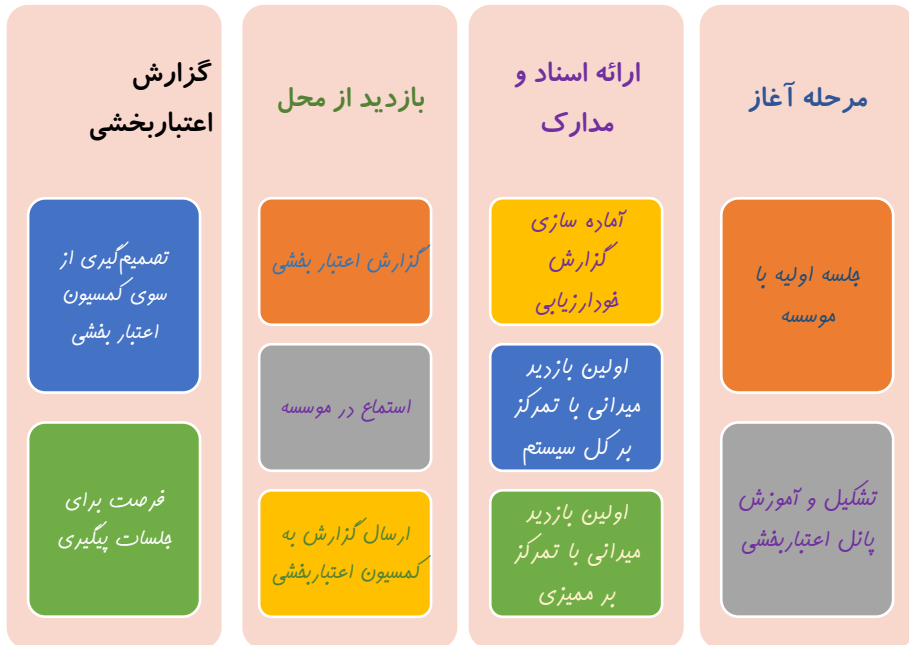 مرحله آغاز
جلسه اولیه با
موسسه
تشکیل و آموزش
پانل اعتباربخشی
ارائه اسناد و
مدارک
آماده سازی
گزارش
خودارزیابی
اولین بازدید
میدانی با تمرکز
بر کل سیستم
اولین بازدید
میدانی با تمرکز
بر ممیزی
بازدید از محل
گزارش اعتبار بخشی
استماع در موسسه
ارسال گزارش به
کمسیون اعتباربخشی
گزارش
اعتباربخشی
تصمیم‌گیری از
سوی کمسیون
اعتبار بخشی
فرصت برای
جلسات پیگیری